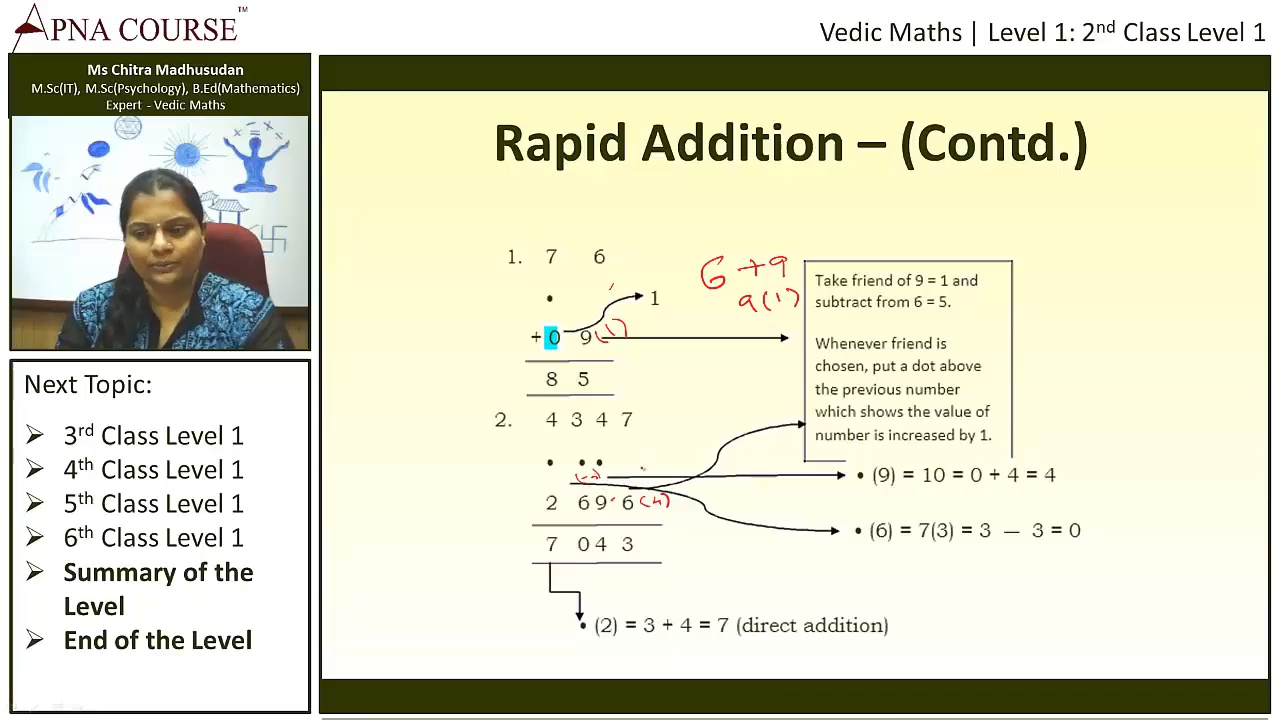 APNA COURSE™
Vedic Maths | Level 1: 2nd Class Level 1
Ms Chitra Madhusudan
M.Sc(IT), M.Sc(Psychology), B.Ed(Mathematics)
Expert - Vedic Maths
Next Topic:
➢ 3rd Class Level 1
➢ 4th Class Level 1
➢ 5th Class Level 1
➢ 6th Class Level 1
➢ Summary of the
Level
➢ End of the Level
Rapid Addition – (Contd.)
1. 7 6
•
1
+ 0 9 (1)
8 5
6 + 9
9(1)
Take friend of 9 = 1 and
subtract from 6 = 5.
Whenever friend is
chosen, put a dot above
the previous number
which shows the value of
number is increased by 1.
2. 4 3 4 7
• • •
2 6 9 6 (4)
7 0 4 3
• (9) = 10 = 0 + 4 = 4
• (6) = 7(3) = 3 — 3 = 0
• (2) = 3 + 4 = 7 (direct addition)